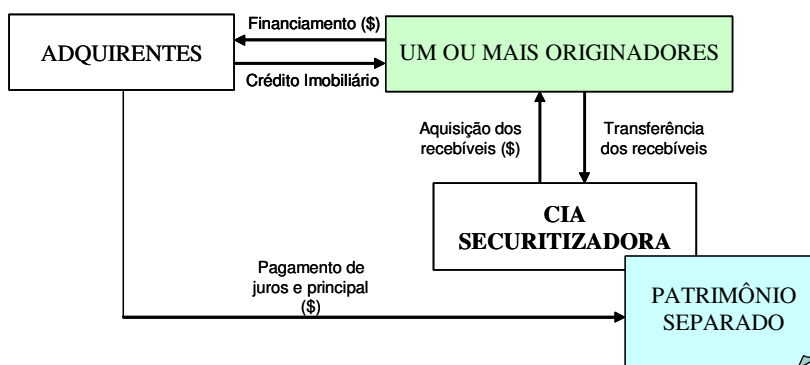 Financiamento ($)
ADQUIRENTES
UM OU MAIS ORIGINADORES
Crédito Imobiliário
Aquisição dos
recebíveis ($)
Transferência
dos recebíveis
CIA
SECURITIZADORA
Pagamento de
juros e principal
($)
PATRIMÔNIO
SEPARADO